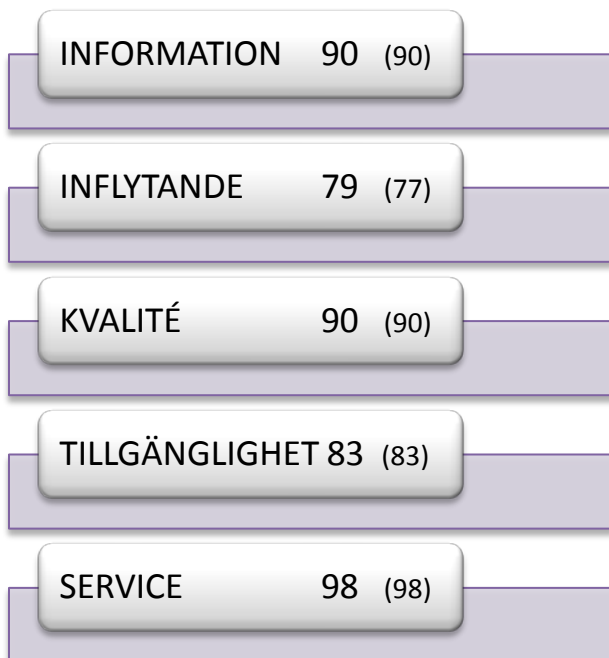 INFORMATION 90 (90)
INFLYTANDE 79 (77)
KVALITÉ 90 (90)
TILLGÄNGLIGHET 83 (83)
SERVICE 98 (98)